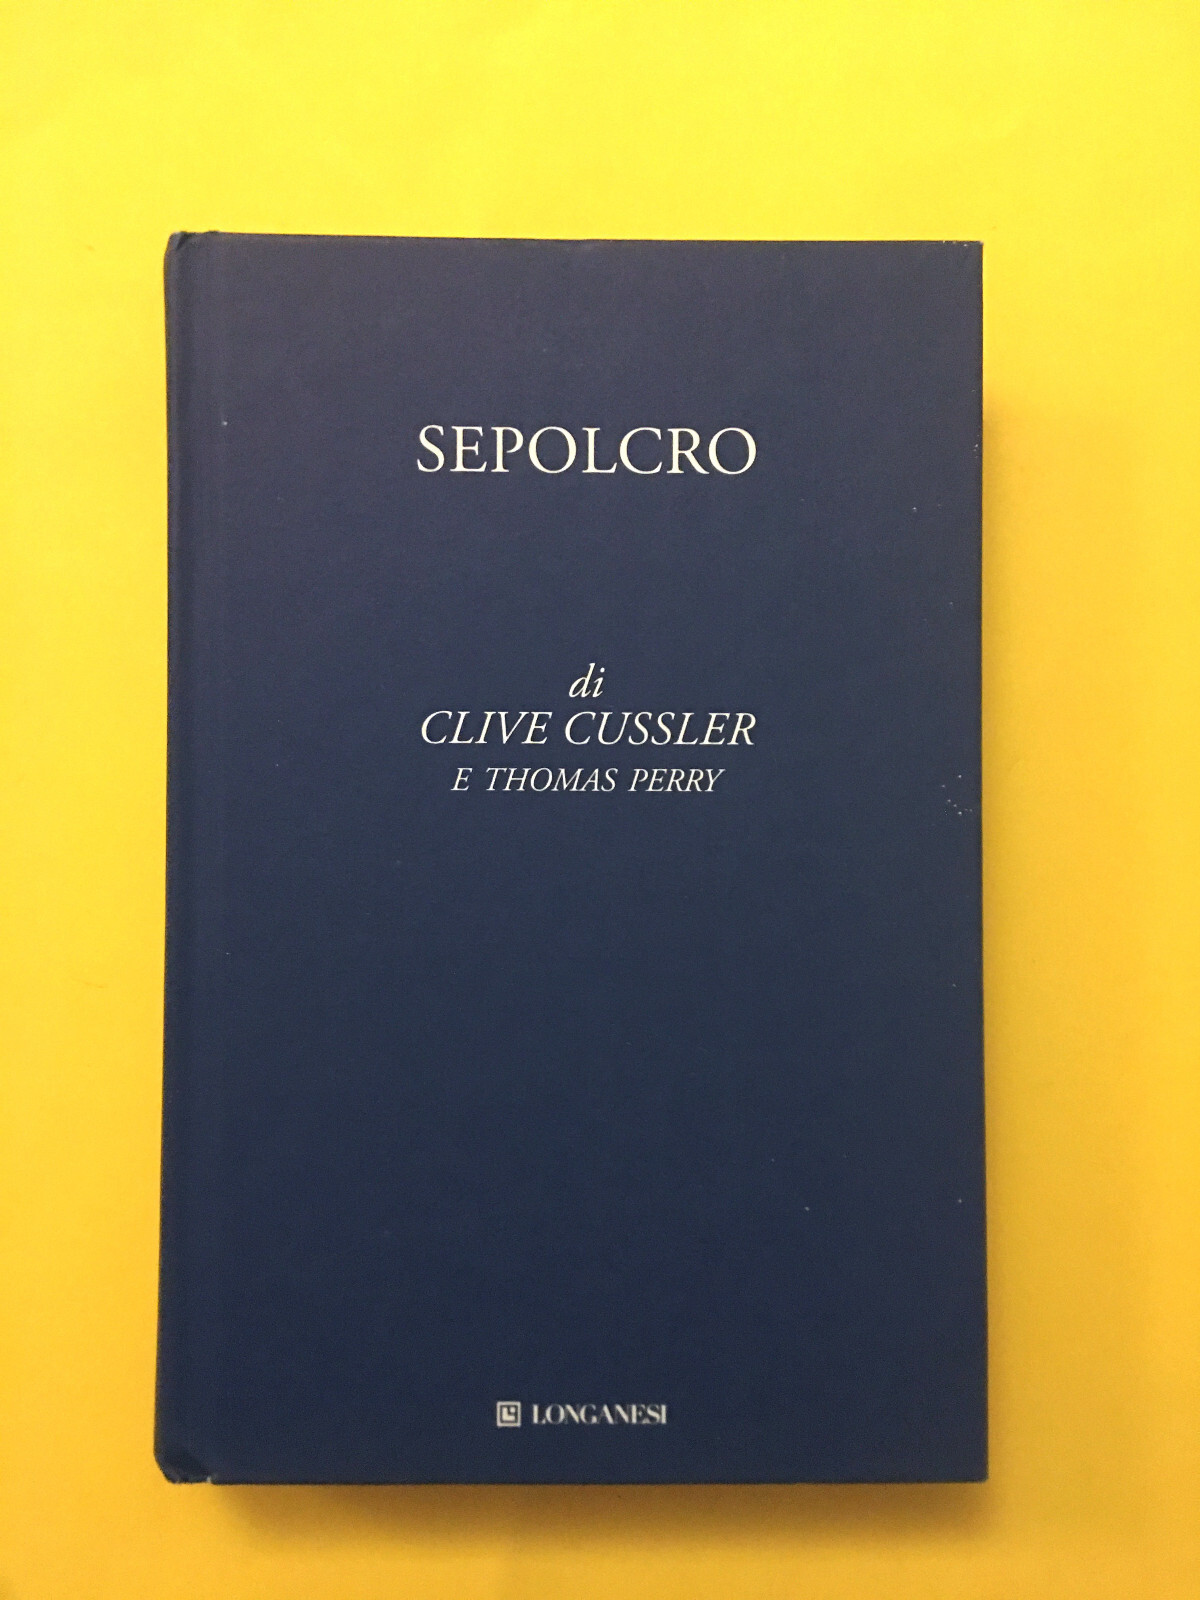 SEPOLCRO
di
CLIVE CUSSLER
E THOMAS PERRY
LONGANESI